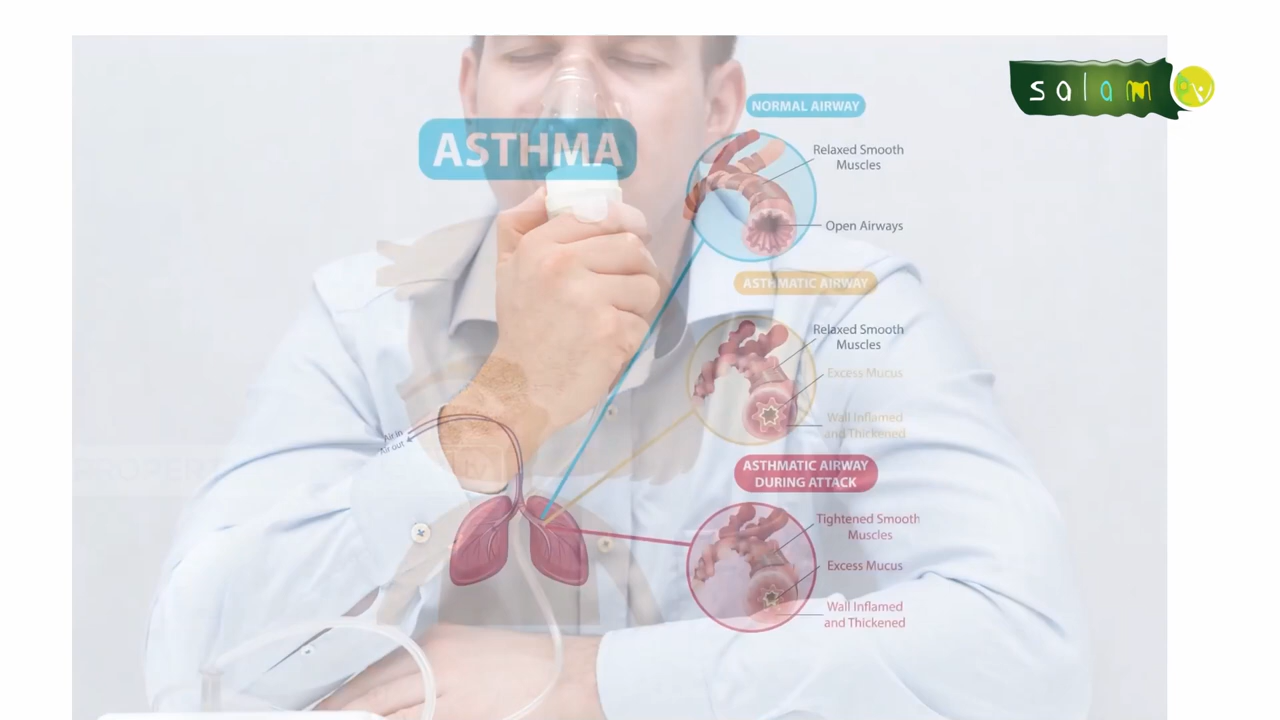 salam tv
ASTHMA
NORMAL AIRWAY
Relaxed Smooth
Muscles
Open Airways
ASTHMATIC AIRWAY
Relaxed Smooth
Muscles
Excess Mucus
Wall Inflamed
and Thickened
Air in
Air out
ASTHMATIC AIRWAY
DURING ATTACK
Tightened Smooth
Muscles
Excess Mucus
Wall Inflamed
and Thickened